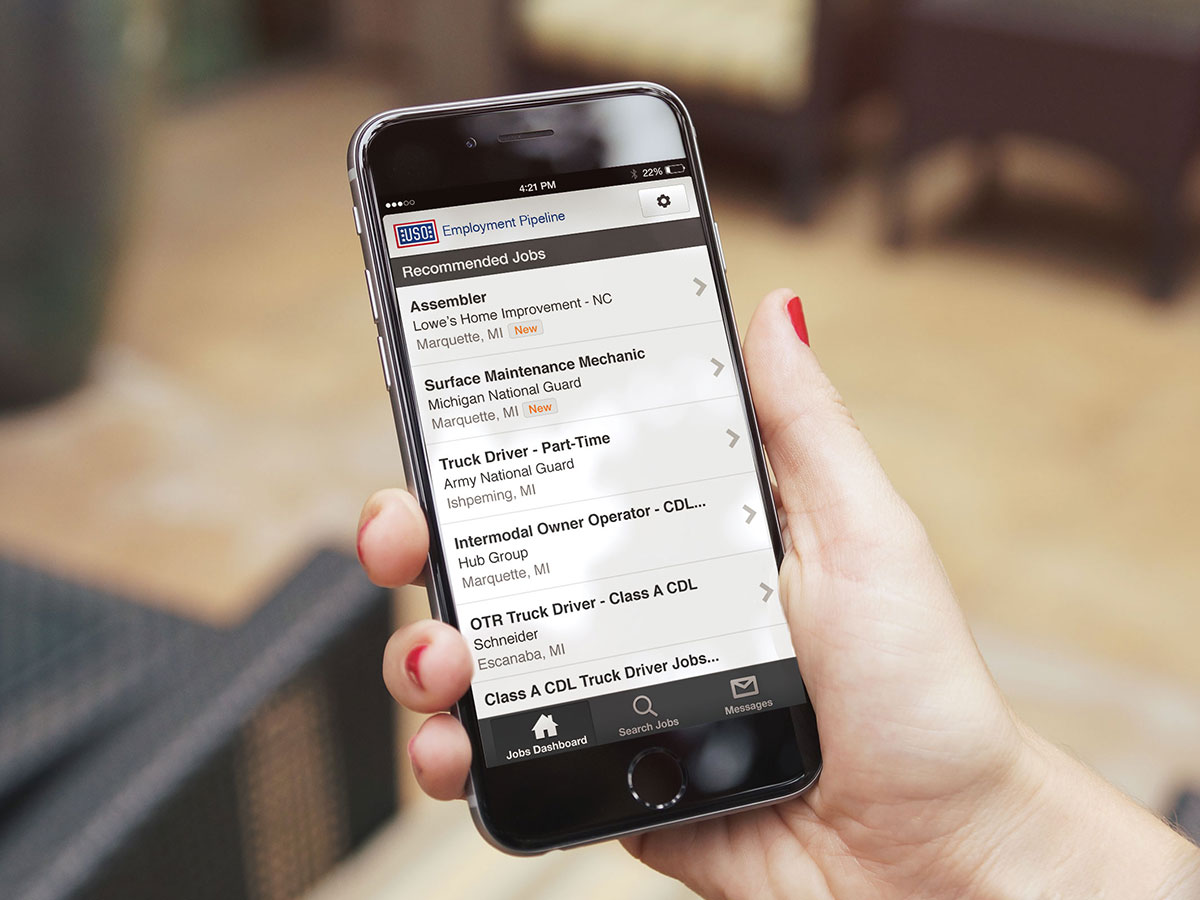 4:21 PM
22%
USO Employment Pipeline
Recommended Jobs
Assembler
Lowe's Home Improvement - NC
Marquette, MI New
Surface Maintenance Mechanic
Michigan National Guard
Marquette, MI New
Truck Driver - Part-Time
Army National Guard
Ishpeming, MI
Intermodal Owner Operator - CDL...
Hub Group
Marquette, MI
OTR Truck Driver - Class A CDL
Schneider
Escanaba, MI
Class A CDL Truck Driver Jobs...
Jobs Dashboard
Search Jobs
Messages